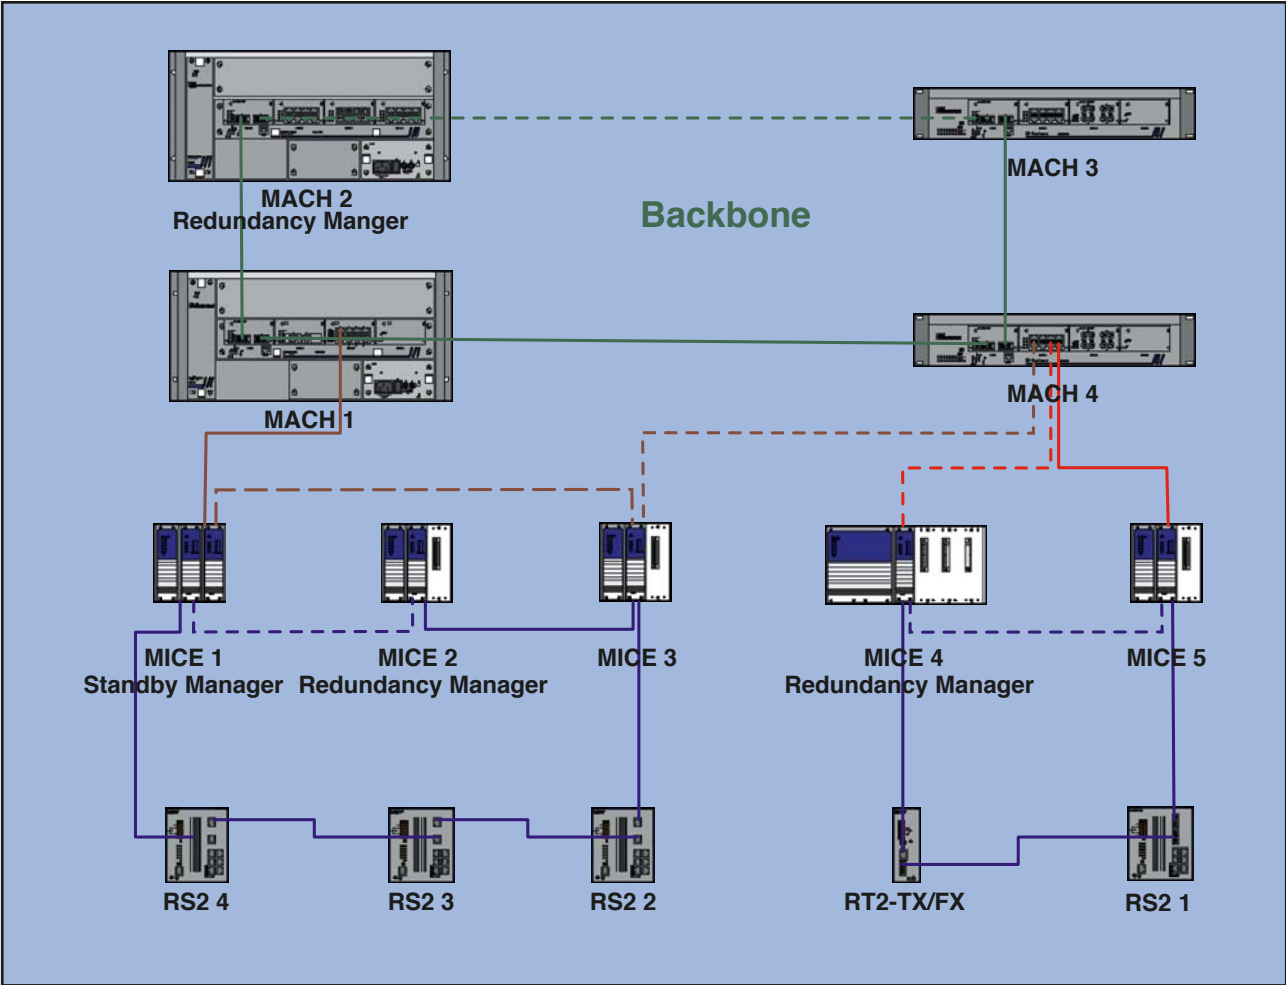 MACH 2
Redundancy Manger
MACH 3
Backbone
MACH 1
MACH 4
MICE 1
Standby Manager
MICE 2
Redundancy Manager
MICE 3
MICE 4
Redundancy Manager
MICE 5
RS2 4
RS2 3
RS2 2
RT2-TX/FX
RS2 1